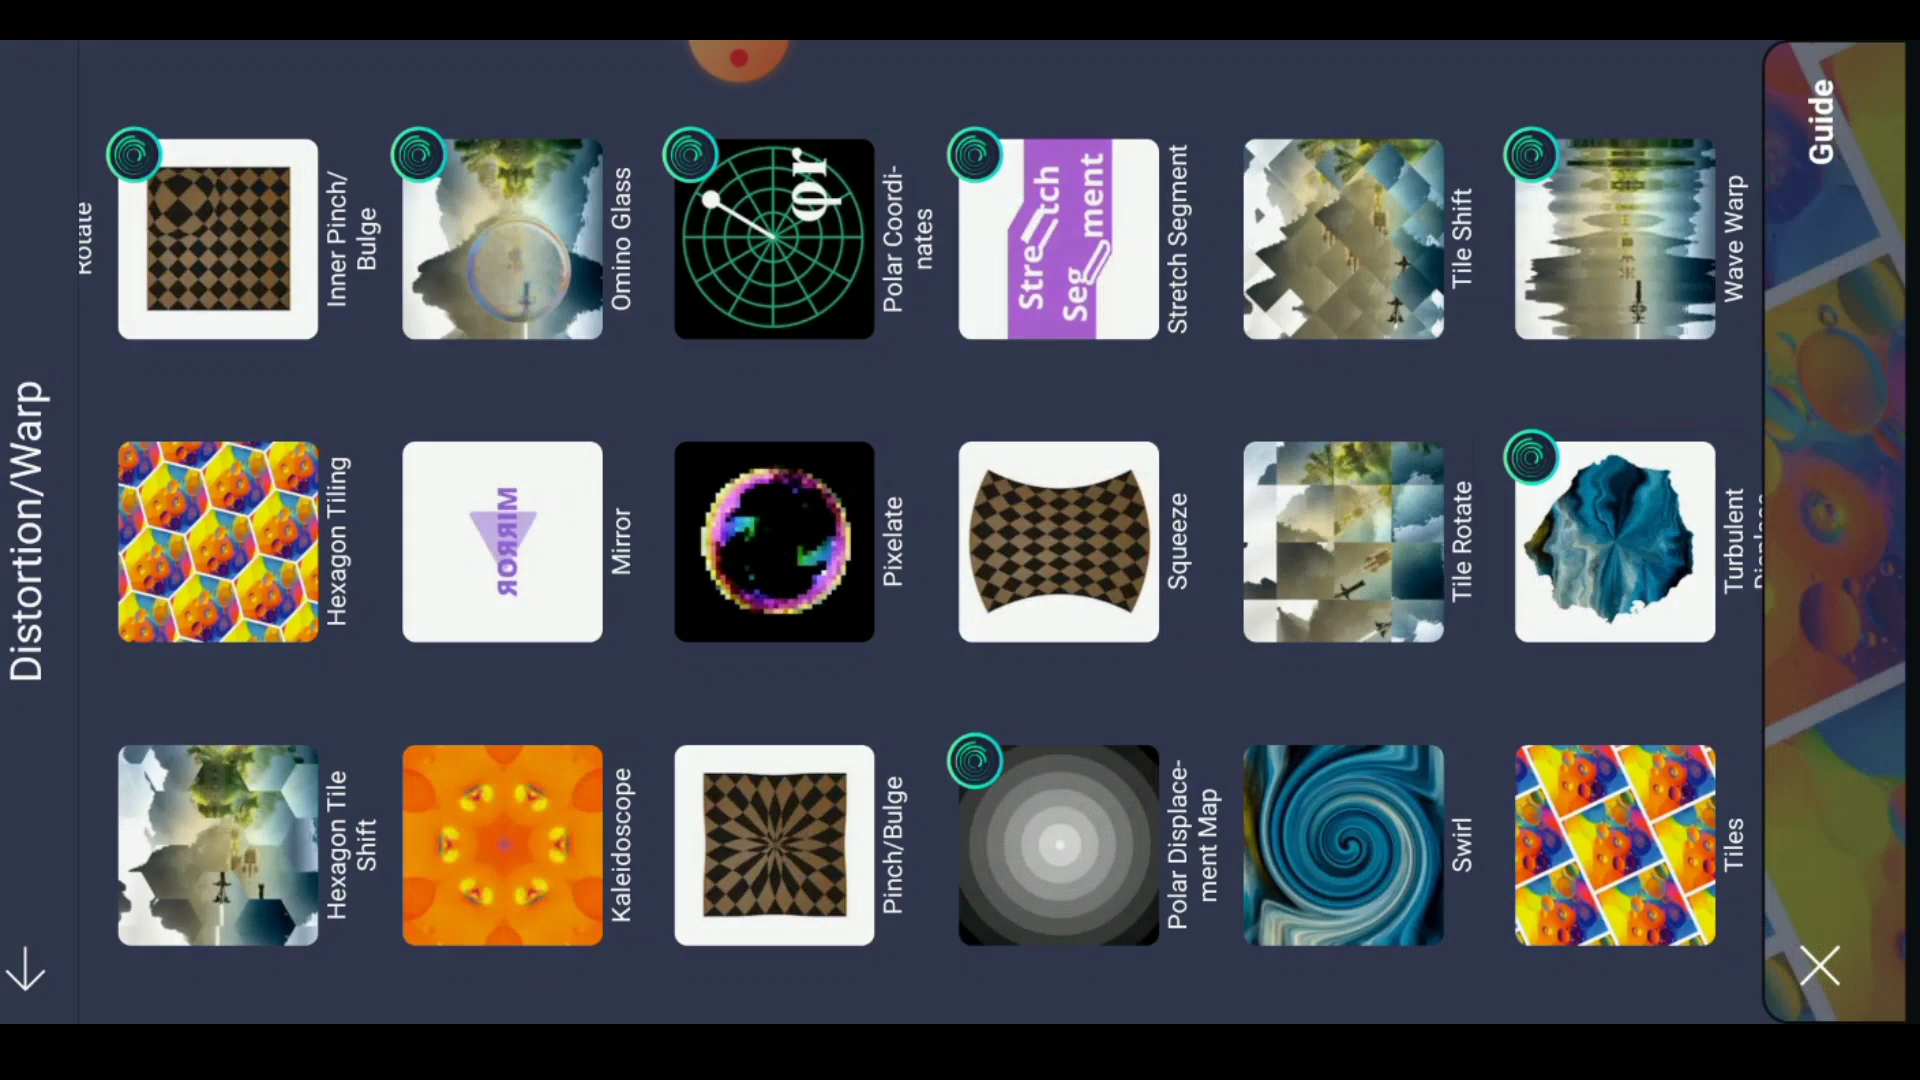 Distortion/Warp
Rotate
Hexagon Tile
Shift
Hexagon Tiling
Inner Pinch/
Bulge
Kaleidoscope
MIRROR
Mirror
Omino Glass
Pinch/Bulge
Pixelate
φr
Polar Coordi-
nates
Polar Displace-
ment Map
Squeeze
Stretch
Segment
Stretch Segment
Swirl
Tile Rotate
Tile Shift
Tiles
Turbulent
Wave Warp
Guide